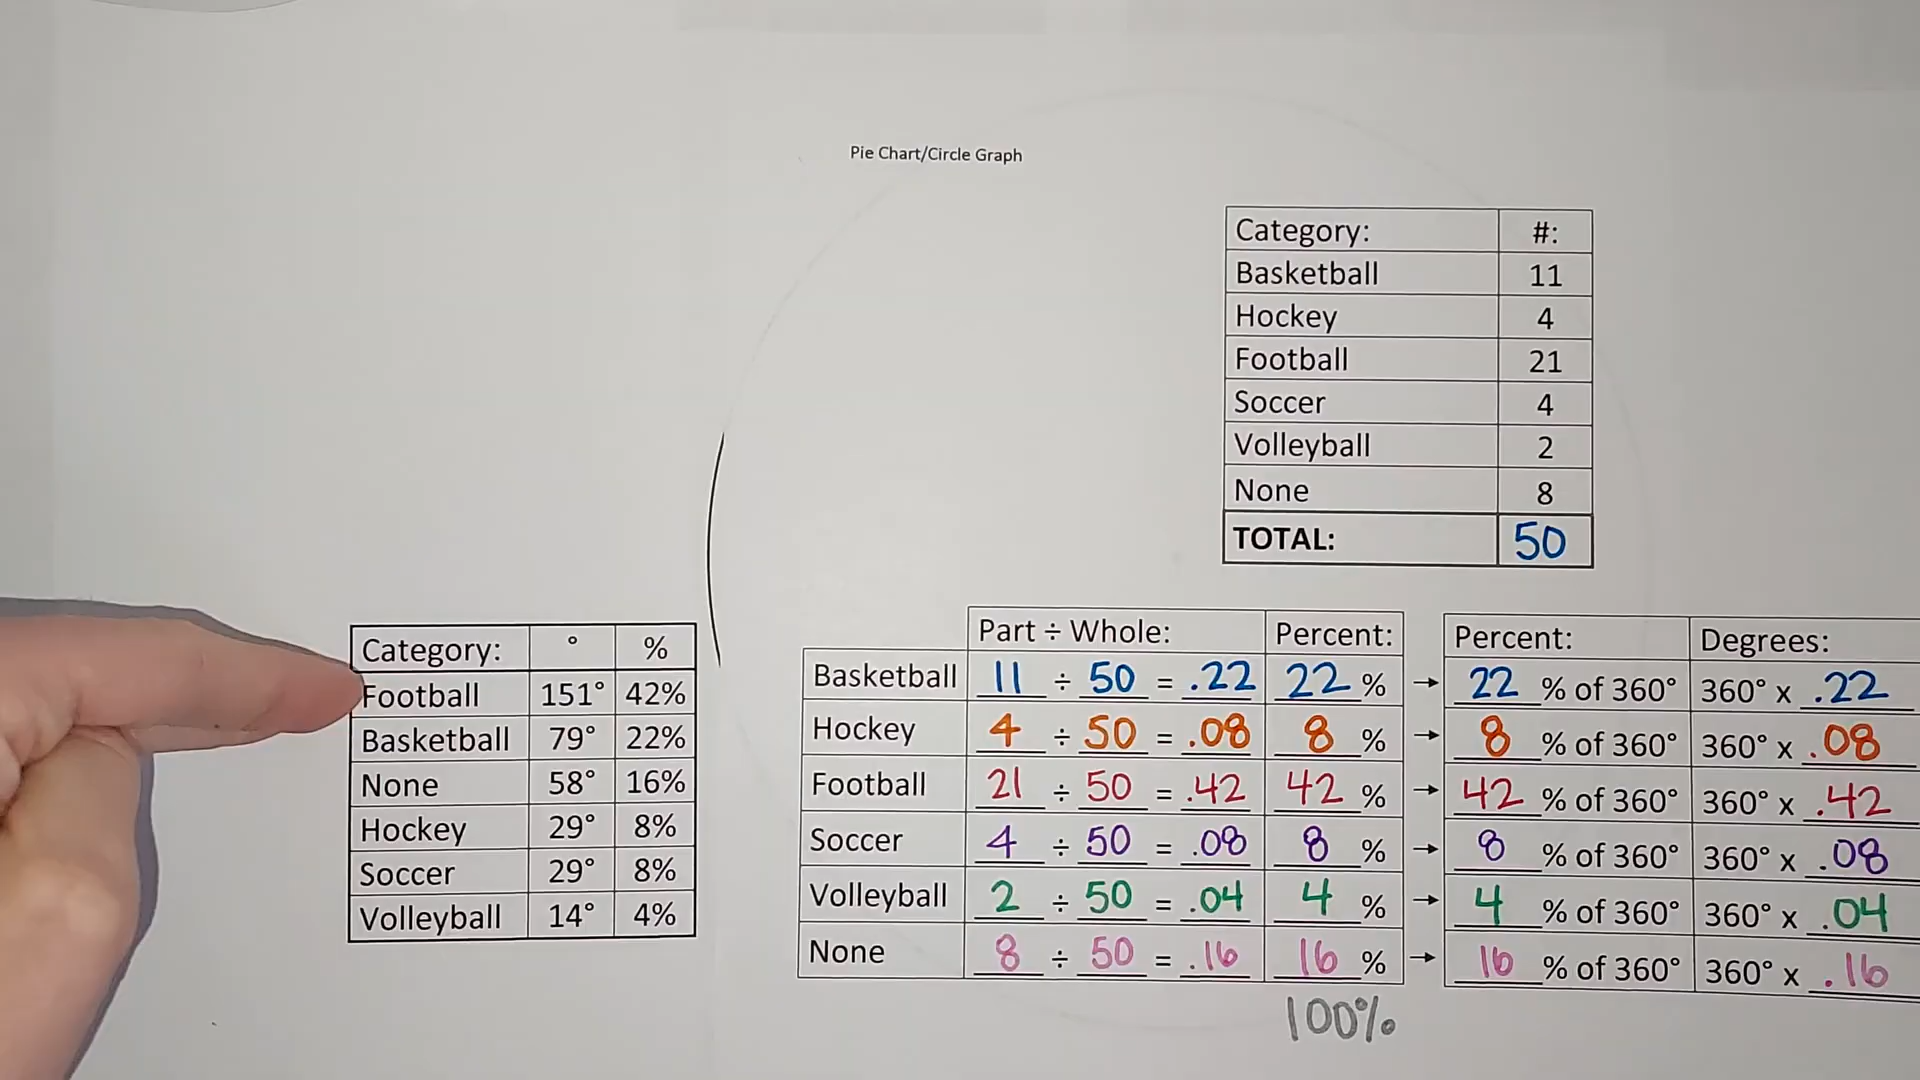 Pie Chart/Circle Graph
Category: #:
Basketball 11
Hockey 4
Football 21
Soccer 4
Volleyball 2
None 8
TOTAL: 50
Category: ° %
Football 151° 42%
Basketball 79° 22%
None 58° 16%
Hockey 29° 8%
Soccer 29° 8%
Volleyball 14° 4%
Part ÷ Whole: Percent:
Basketball 11 ÷ 50 = .22 22 %
Hockey 4 ÷ 50 = .08 8 %
Football 21 ÷ 50 = .42 42 %
Soccer 4 ÷ 50 = .08 8 %
Volleyball 2 ÷ 50 = .04 4 %
None 8 ÷ 50 = .16 16 %
100%
Percent: Degrees:
→ 22 % of 360° 360° x .22
→ 8 % of 360° 360° x .08
→ 42 % of 360° 360° x .42
→ 8 % of 360° 360° x .08
→ 4 % of 360° 360° x .04
→ 16 % of 360° 360° x .16